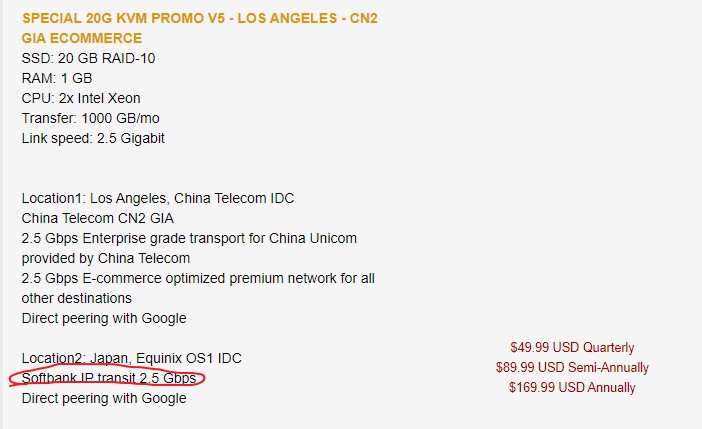 SPECIAL 20G KVM PROMO V5 - LOS ANGELES - CN2
GIA ECOMMERCE
SSD: 20 GB RAID-10
RAM: 1 GB
CPU: 2x Intel Xeon
Transfer: 1000 GB/mo
Link speed: 2.5 Gigabit
Location1: Los Angeles, China Telecom IDC
China Telecom CN2 GIA
2.5 Gbps Enterprise grade transport for China Unicom
provided by China Telecom
2.5 Gbps E-commerce optimized premium network for all
other destinations
Direct peering with Google
Location2: Japan, Equinix OS1 IDC
Softbank IP transit 2.5 Gbps
Direct peering with Google
$49.99 USD Quarterly
$89.99 USD Semi-Annually
$169.99 USD Annually